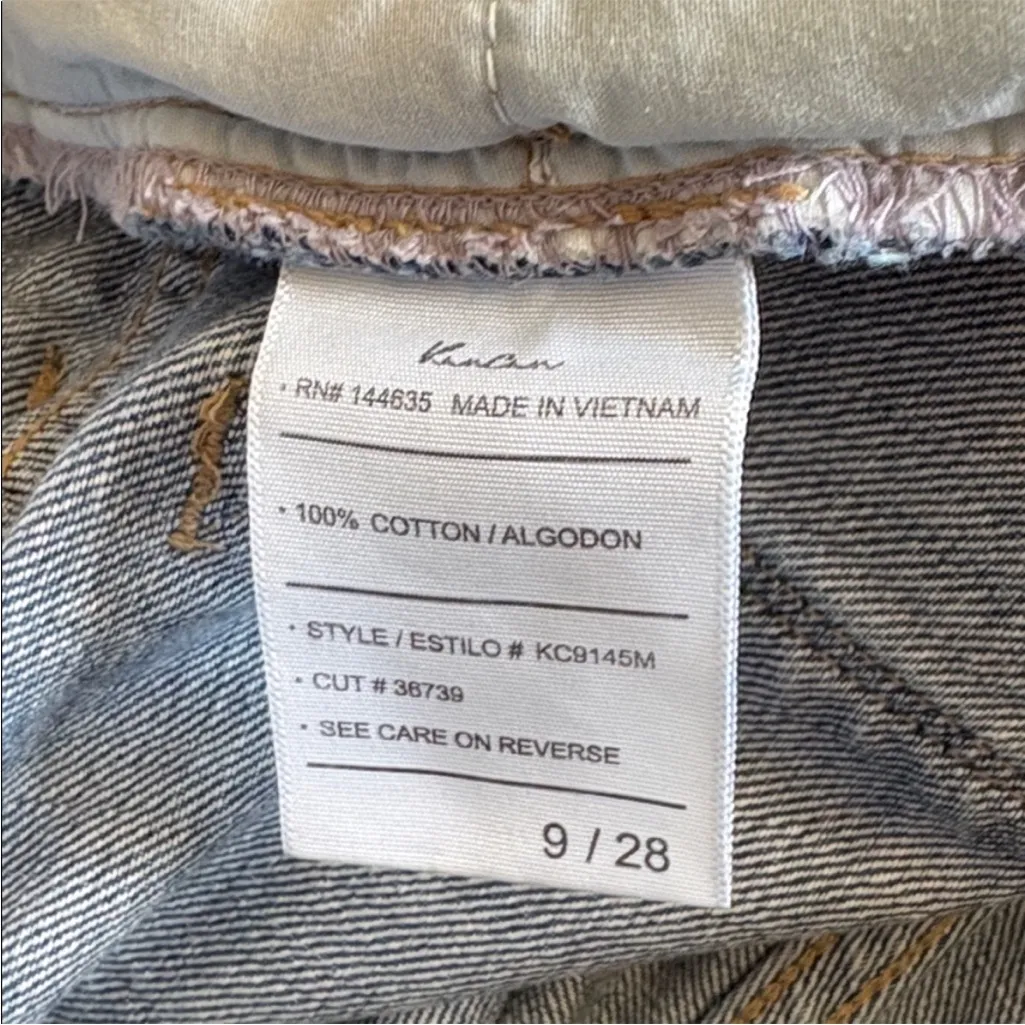 KanCan
· RN# 144635 MADE IN VIETNAM
· 100% COTTON / ALGODON
· STYLE / ESTILO # KC9145M
· CUT # 36739
· SEE CARE ON REVERSE
9 / 28